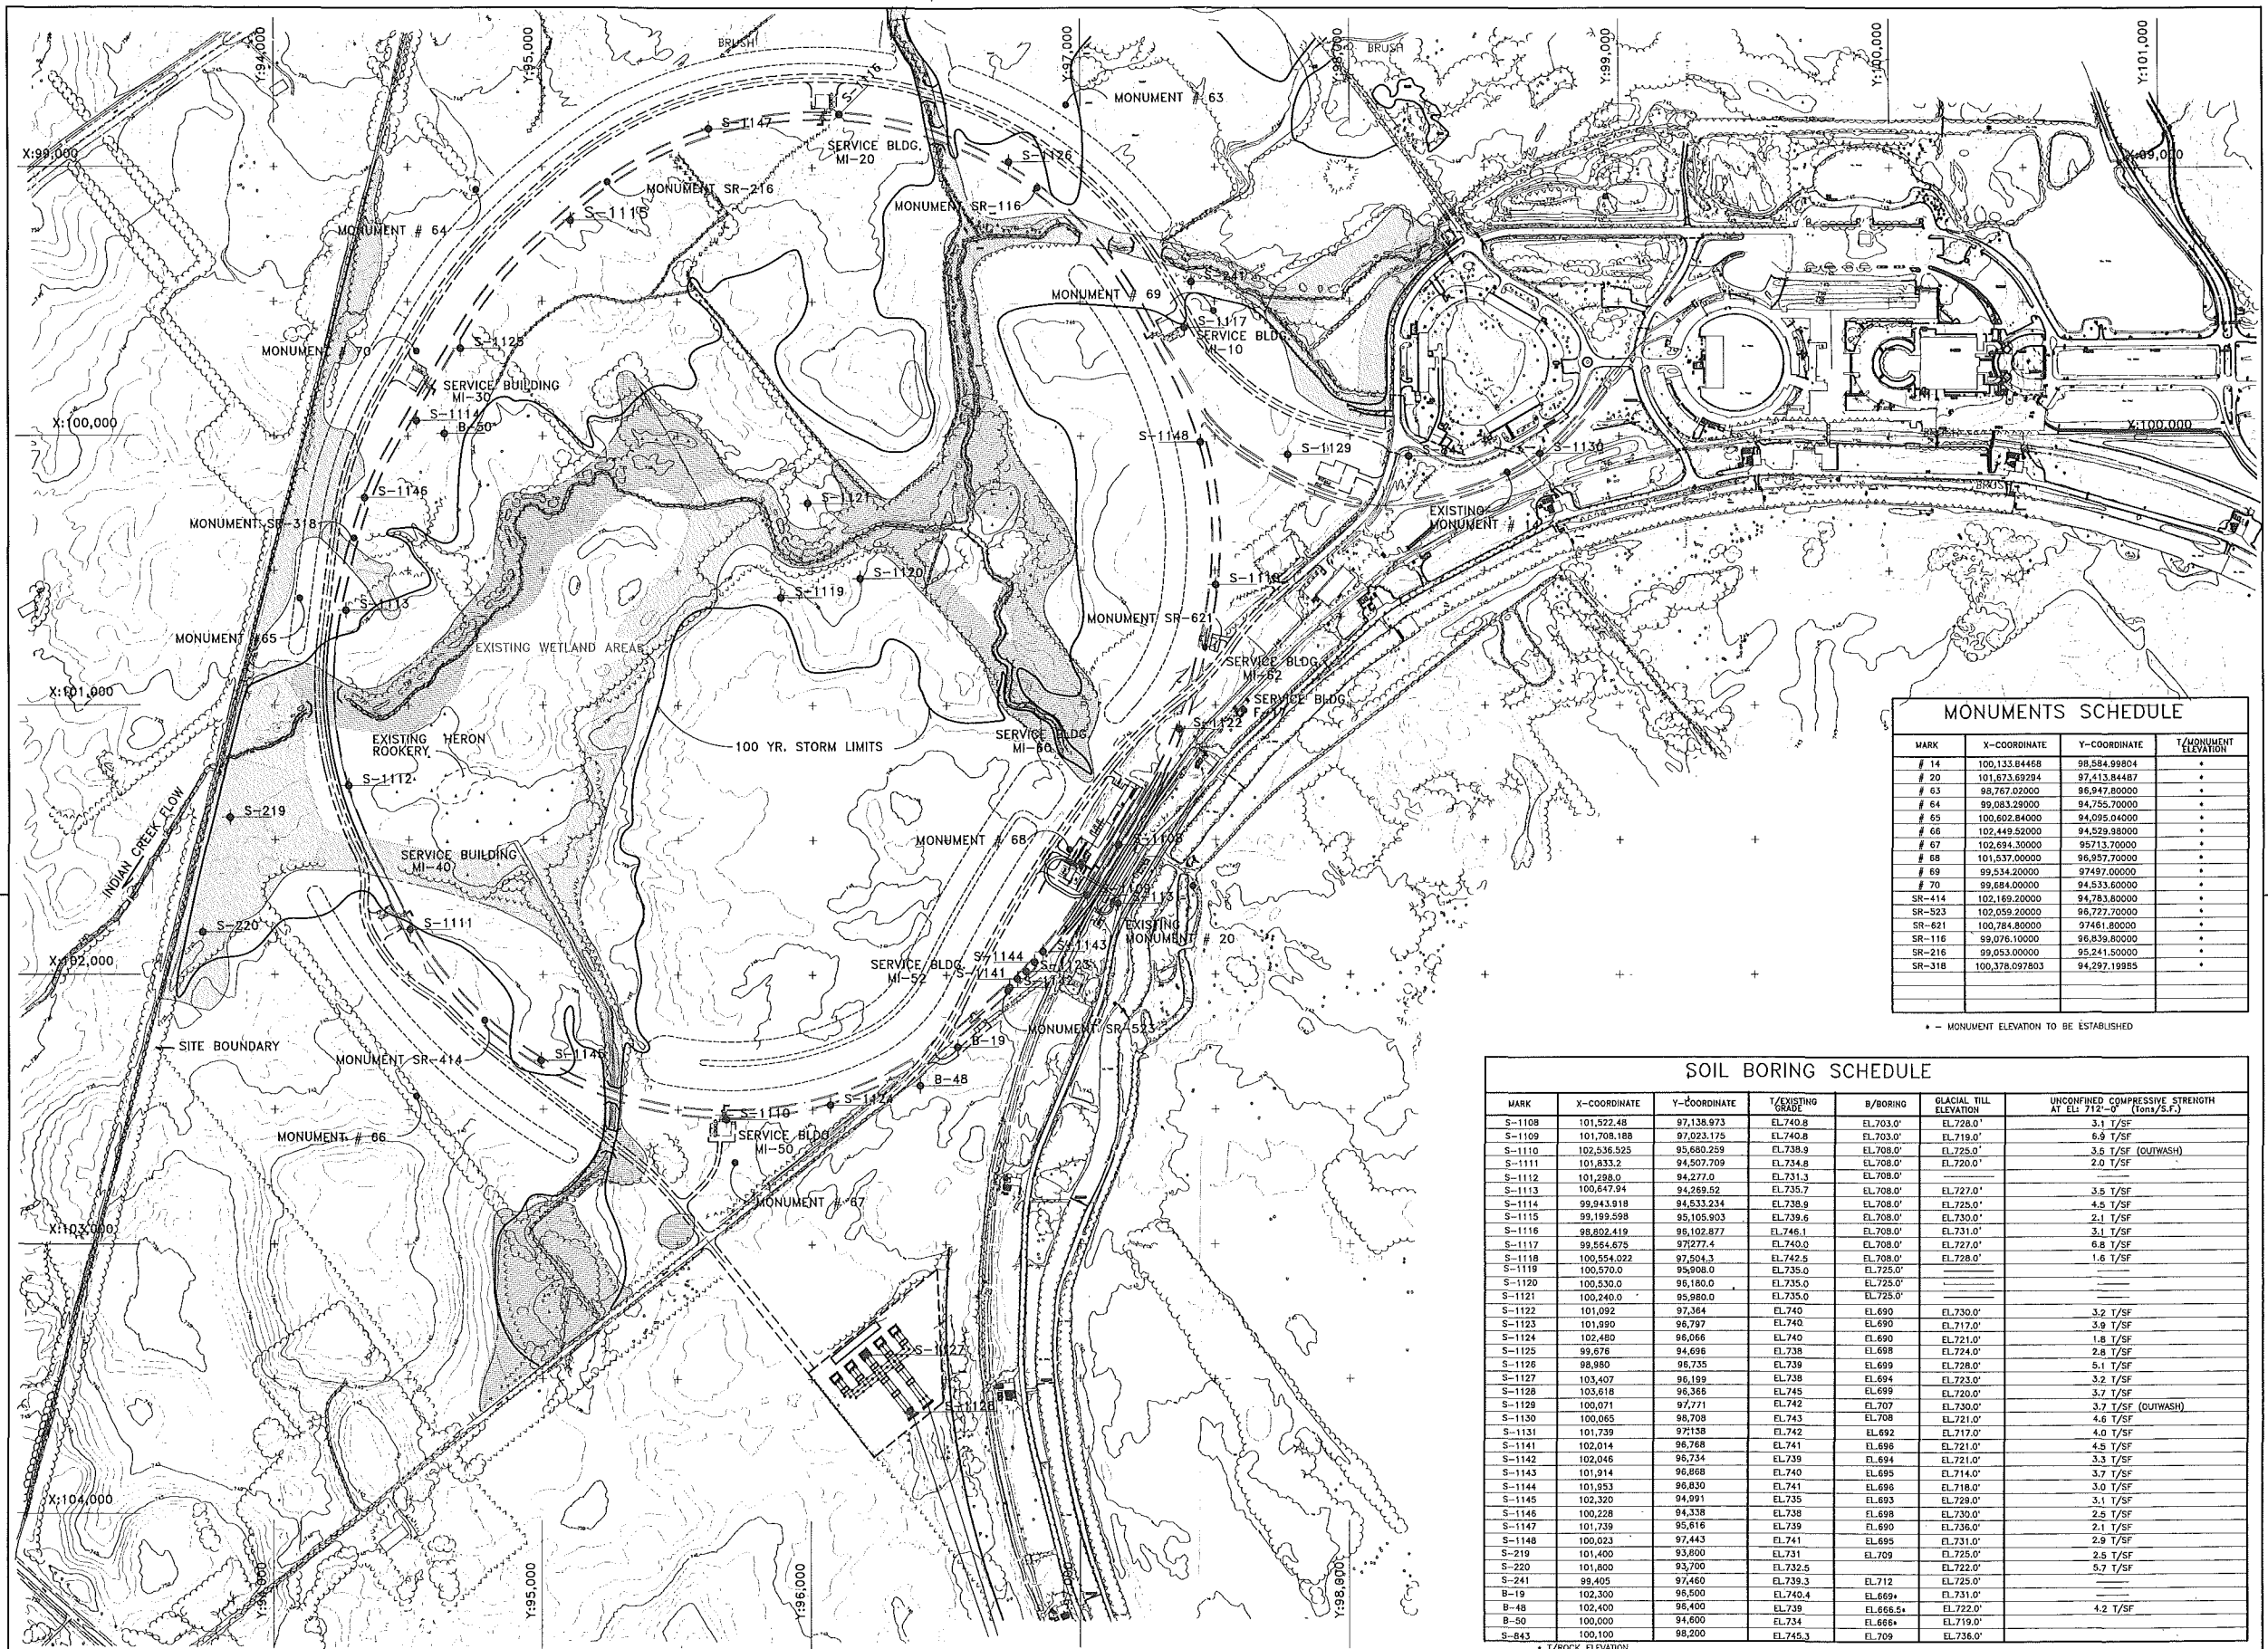 Y:94,000
Y:95,000
Y:97,000
Y:98,000
Y:99,000
Y:100,000
Y:101,000
BRUSH
BRUSH
S-1116
MONUMENT # 63
S-1147
SERVICE BLDG.
MI-20
S-1126
X:99,000
X:99,000
MONUMENT SR-216
MONUMENT SR-116
S-1115
MONUMENT # 64
S-241
MONUMENT # 69
S-1117
SERVICE BLDG.
MI-10
MONUMENT # 70
S-1125
SERVICE BUILDING
MI-30
S-1114
B-50
X:100,000
X:100,000
S-1148
S-1129
S-843
S-1130
BRUSH
S-1146
S-1121
MONUMENT SR-318
EXISTING
MONUMENT # 14
S-1120
S-1119
S-1118
S-1113
MONUMENT SR-621
MONUMENT #65
EXISTING WETLAND AREAS
SERVICE BLDG.
MI-62
X:101,000
SERVICE BLDG.
S-1122
EXISTING HERON
ROOKERY
100 YR. STORM LIMITS
SERVICE BLDG.
MI-60
S-1112
INDIAN CREEK FLOW
S-219
SERVICE BUILDING
MI-40
MONUMENT # 68
S-1108
S-1109
S-1131
S-1111
S-220
EXISTING
MONUMENT # 20
S-1143
S-1144
S-1123
SERVICE BLDG.
MI-52
S-1141
S-1142
X:102,000
MONUMENT SR-523
SITE BOUNDARY
MONUMENT SR-414
S-1145
B-19
B-48
S-1124
S-1110
SERVICE BLDG
MI-50
MONUMENT # 66
MONUMENT # 67
X:103,000
S-1127
S-1128
X:104,000
Y:94,000
Y:95,000
Y:96,000
Y:98,000
MONUMENTS SCHEDULE
MARK X-COORDINATE Y-COORDINATE T/MONUMENT ELEVATION
# 14 100,133.84468 98,584.99804 *
# 20 101,673.69294 97,413.84487 *
# 63 98,767.02000 96,947.80000 *
# 64 99,083.29000 94,755.70000 *
# 65 100,602.84000 94,095.04000 *
# 66 102,449.52000 94,529.98000 *
# 67 102,694.30000 95713.70000 *
# 68 101,537.00000 96,957.70000 *
# 69 99,534.20000 97497.00000 *
# 70 99,684.00000 94,533.60000 *
SR-414 102,169.20000 94,783.80000 *
SR-523 102,059.20000 96,727.70000 *
SR-621 100,784.80000 97461.80000 *
SR-116 99,076.10000 96,839.80000 *
SR-216 99,053.00000 95,241.50000 *
SR-318 100,378.097803 94,297.19985 *
* - MONUMENT ELEVATION TO BE ESTABLISHED
SOIL BORING SCHEDULE
MARK X-COORDINATE Y-COORDINATE T/EXISTING GRADE B/BORING GLACIAL TILL ELEVATION UNCONFINED COMPRESSIVE STRENGTH AT EL: 712'-0" (Tons/S.F.)
S-1108 101,522.48 97,138.973 EL.740.8 EL.703.0' EL.728.0' 3.1 T/SF
S-1109 101,708.188 97,023.175 EL.740.8 EL.703.0' EL.719.0' 6.9 T/SF
S-1110 102,536.525 95,680.259 EL.738.9 EL.708.0' EL.725.0' 3.5 T/SF (OUTWASH)
S-1111 101,833.2 94,507.709 EL.734.8 EL.708.0' EL.720.0' 2.0 T/SF
S-1112 101,298.0 94,277.0 EL.731.3 EL.708.0'
S-1113 100,647.94 94,269.52 EL.735.7 EL.708.0' EL.727.0' 3.5 T/SF
S-1114 99,943.918 94,533.234 EL.738.9 EL.708.0' EL.725.0' 4.5 T/SF
S-1115 99,199.598 95,105.903 EL.739.6 EL.708.0' EL.730.0' 2.1 T/SF
S-1116 98,802.419 96,102.877 EL.746.1 EL.708.0' EL.731.0' 3.1 T/SF
S-1117 99,564.675 97,277.4 EL.740.0 EL.708.0' EL.727.0' 6.8 T/SF
S-1118 100,554.022 97,504.3 EL.742.5 EL.708.0' EL.728.0' 1.6 T/SF
S-1119 100,570.0 95,908.0 EL.735.0 EL.725.0'
S-1120 100,530.0 96,180.0 EL.735.0 EL.725.0'
S-1121 100,240.0 95,980.0 EL.735.0 EL.725.0'
S-1122 101,092 97,364 EL.740 EL.690 EL.730.0' 3.2 T/SF
S-1123 101,990 96,797 EL.740 EL.690 EL.717.0' 3.9 T/SF
S-1124 102,480 96,066 EL.740 EL.690 EL.721.0' 1.8 T/SF
S-1125 99,676 94,696 EL.738 EL.698 EL.724.0' 2.8 T/SF
S-1126 98,980 96,735 EL.739 EL.699 EL.728.0' 5.1 T/SF
S-1127 103,407 96,199 EL.738 EL.694 EL.723.0' 3.2 T/SF
S-1128 103,618 96,366 EL.745 EL.699 EL.720.0' 3.7 T/SF
S-1129 100,071 97,771 EL.742 EL.707 EL.730.0' 3.7 T/SF (OUTWASH)
S-1130 100,065 98,708 EL.743 EL.708 EL.721.0' 4.6 T/SF
S-1131 101,739 97,138 EL.742 EL.692 EL.717.0' 4.0 T/SF
S-1141 102,014 96,768 EL.741 EL.696 EL.721.0' 4.5 T/SF
S-1142 102,046 96,734 EL.739 EL.694 EL.721.0' 3.3 T/SF
S-1143 101,914 96,868 EL.740 EL.695 EL.714.0' 3.7 T/SF
S-1144 101,953 96,830 EL.741 EL.696 EL.718.0' 3.0 T/SF
S-1145 102,320 94,991 EL.735 EL.693 EL.729.0' 3.1 T/SF
S-1146 100,228 94,338 EL.738 EL.698 EL.730.0' 2.5 T/SF
S-1147 101,739 95,616 EL.739 EL.690 EL.736.0' 2.1 T/SF
S-1148 100,023 97,443 EL.741 EL.695 EL.731.0' 2.9 T/SF
S-219 101,400 93,800 EL.731 EL.709 EL.725.0' 2.5 T/SF
S-220 101,800 93,700 EL.732.5 EL.722.0' 5.7 T/SF
S-241 99,405 97,460 EL.739.3 EL.712 EL.725.0'
B-19 102,300 96,500 EL.740.4 EL.669* EL.731.0'
B-48 102,400 96,400 EL.739 EL.666.5* EL.722.0' 4.2 T/SF
B-50 100,000 94,600 EL.734 EL.666* EL.719.0'
S-843 100,100 98,200 EL.745.3 EL.709 EL.736.0'
* T/ROCK ELEVATION